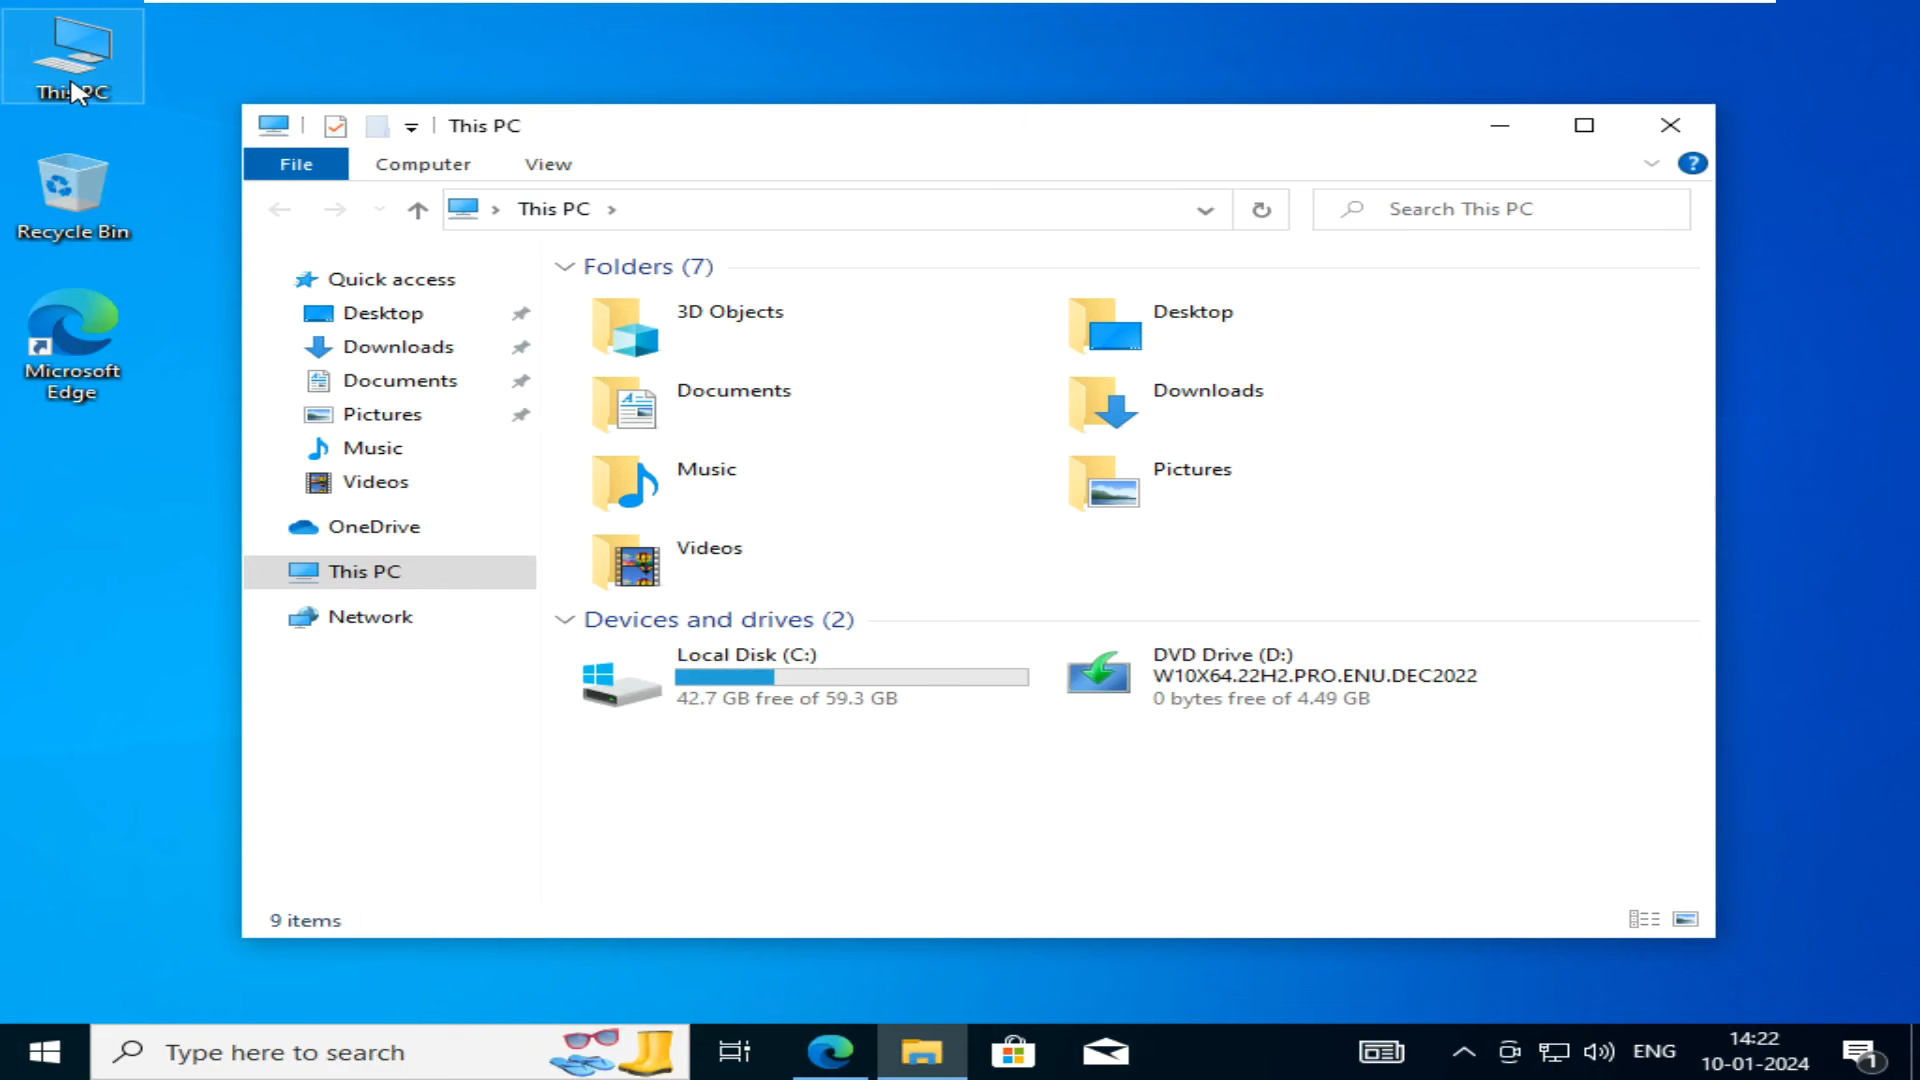 This PC
Recycle Bin
Microsoft
Edge
This PC
File
Computer
View
?
This PC
Search This PC
Quick access
Desktop
Downloads
Documents
Pictures
Music
Videos
OneDrive
This PC
Network
Folders (7)
3D Objects
Desktop
Documents
Downloads
Music
Pictures
Videos
Devices and drives (2)
Local Disk (C:)
42.7 GB free of 59.3 GB
DVD Drive (D:)
W10X64.22H2.PRO.ENU.DEC2022
0 bytes free of 4.49 GB
9 items
Type here to search
ENG
14:22
10-01-2024
1